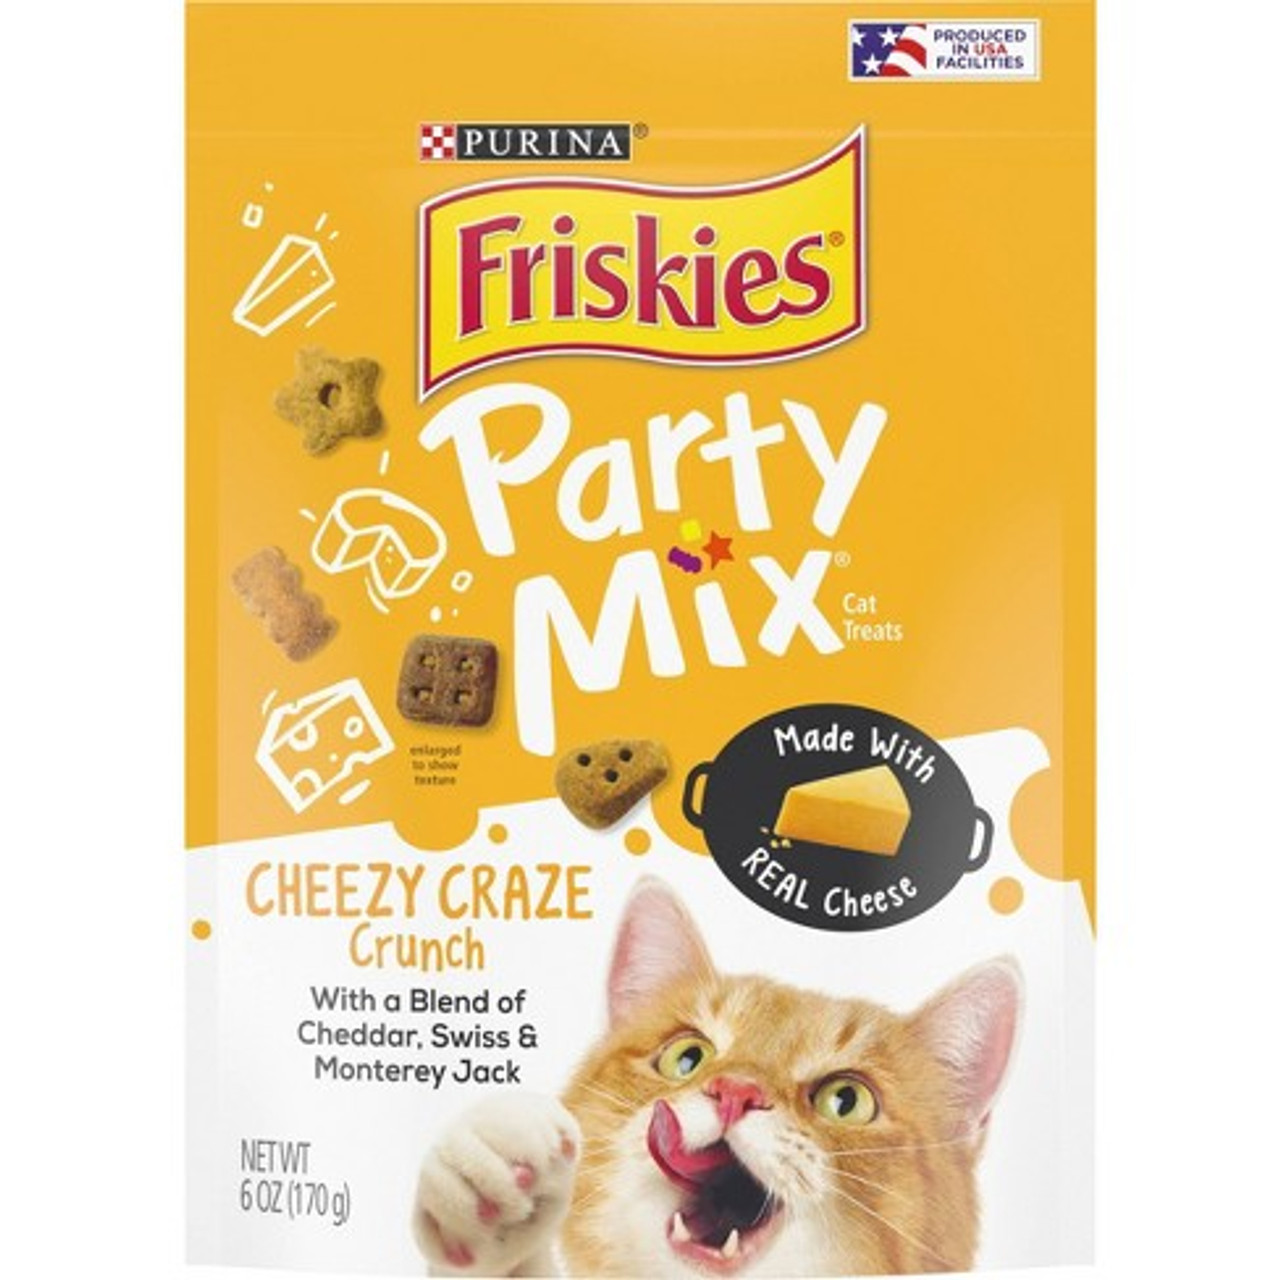 PRODUCED
IN USA
FACILITIES
PURINA®
Friskies®
Party
Mix®
Cat
Treats
enlarged
to show
texture
Made With
REAL Cheese
CHEEZY CRAZE
Crunch
With a Blend of
Cheddar, Swiss &
Monterey Jack
NET WT
6 OZ (170 g)